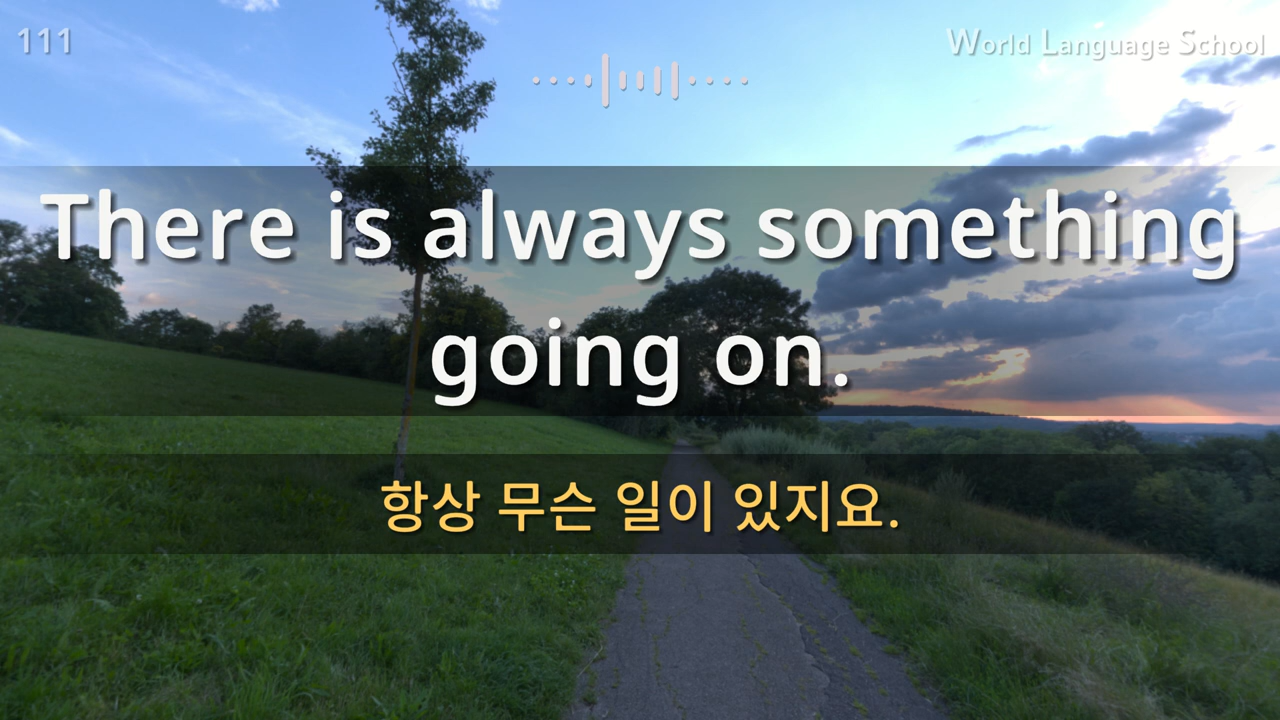 111
World Language School
There is always something
going on.
항상 무슨 일이 있지요.